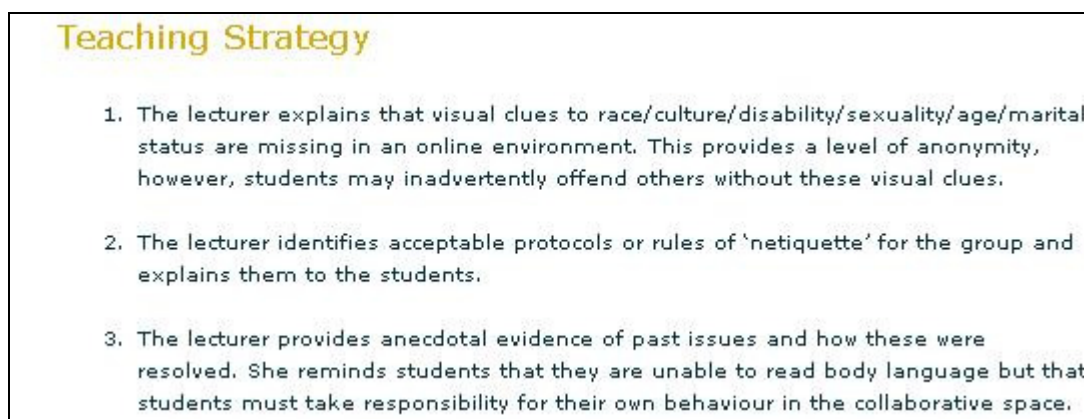 Teaching Strategy
1. The lecturer explains that visual clues to race/culture/disability/sexuality/age/marital
status are missing in an online environment. This provides a level of anonymity,
however, students may inadvertently offend others without these visual clues.
2. The lecturer identifies acceptable protocols or rules of ‘netiquette’ for the group and
explains them to the students.
3. The lecturer provides anecdotal evidence of past issues and how these were
resolved. She reminds students that they are unable to read body language but that
students must take responsibility for their own behaviour in the collaborative space.